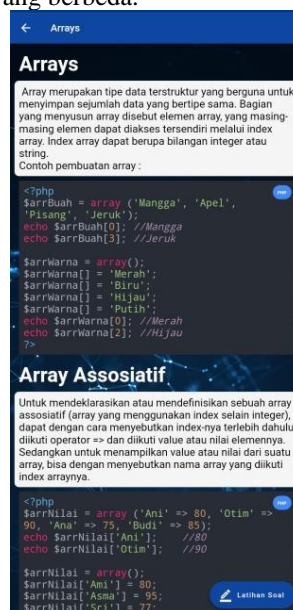 ang berbeda.
Arrays
Arrays
Array merupakan tipe data terstruktur yang berguna untuk
menyimpan sejumlah data yang bertipe sama. Bagian
yang menyusun array disebut elemen array, yang masing-
masing elemen dapat diakses tersendiri melalui index
array. Index array dapat berupa bilangan integer atau
string.
Contoh pembuatan array :
<?php
$arrBuah = array ('Mangga', 'Apel',
'Pisang', 'Jeruk');
echo $arrBuah[0]; //Mangga
echo $arrBuah[3]; //Jeruk
$arrWarna = array();
$arrWarna[] = 'Merah';
$arrWarna[] = 'Biru';
$arrWarna[] = 'Hijau';
$arrWarna[] = 'Putih';
echo $arrWarna[0]; //Merah
echo $arrWarna[2]; //Hijau
?>
Array Assosiatif
Untuk mendeklarasikan atau mendefinisikan sebuah array
assosiatif (array yang menggunakan index selain integer),
dapat dengan cara menyebutkan index-nya terlebih dahulu
diikuti operator => dan diikuti value atau nilai elemennya.
Sedangkan untuk menampilkan value atau nilai dari suatu
array, bisa dengan menyebutkan nama array yang diikuti
index arraynya.
<?php
$arrNilai = array ('Ani' => 80, 'Otim' =>
90, 'Ana' => 75, 'Budi' => 85);
echo $arrNilai['Ani']; //80
echo $arrNilai['Otim']; //90
$arrNilai = array();
$arrNilai['Ami'] = 80;
$arrNilai['Asma'] = 95;
$arrNilai['Sri'] = 77;
Latihan Soal